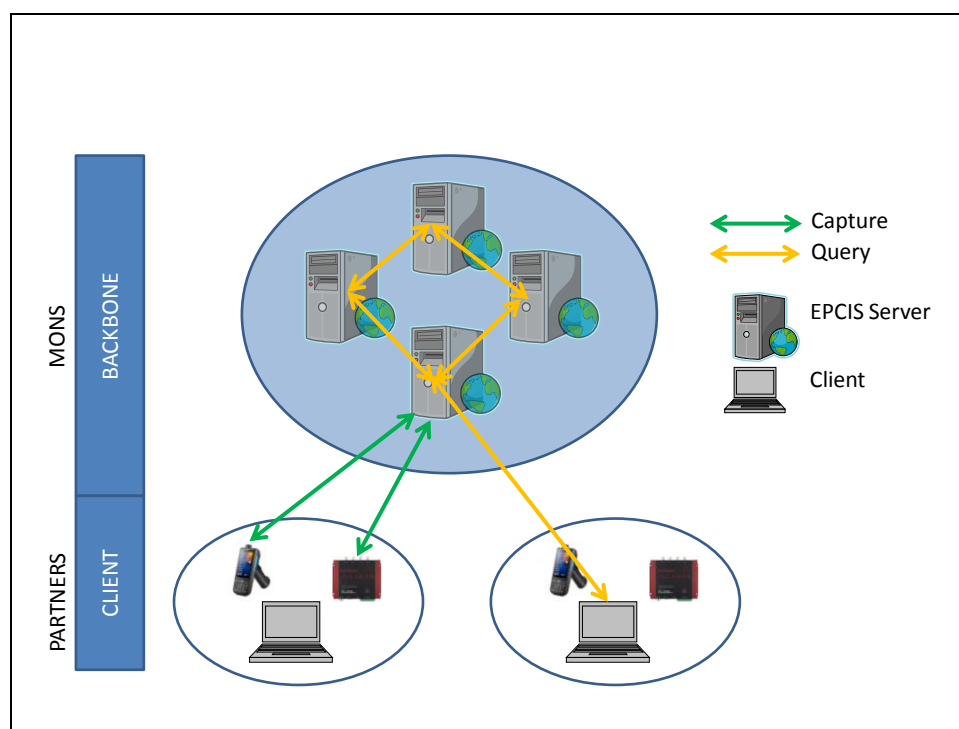 MONS
BACKBONE
PARTNERS
CLIENT
Capture
Query
EPCIS Server
Client